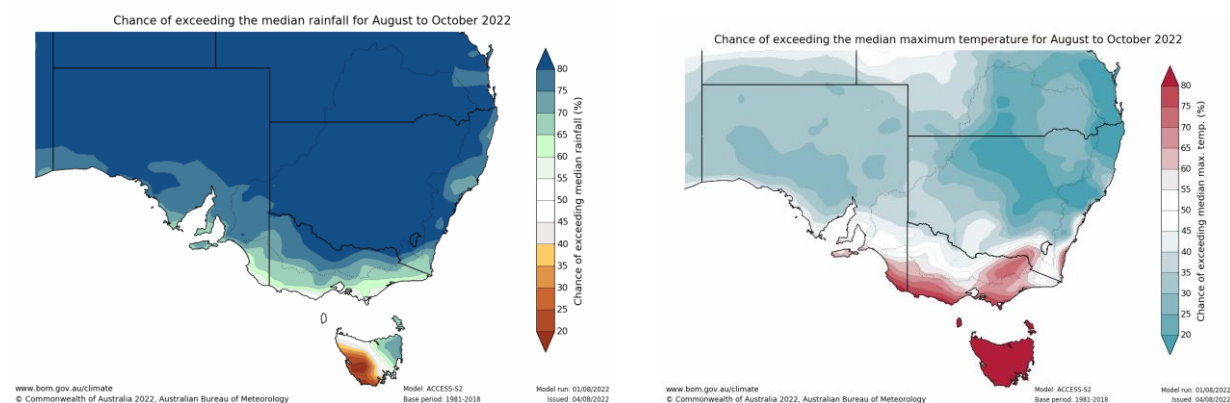 Chance of exceeding the median rainfall for August to October 2022
80
75
70
65
60
55
50
45
40
35
30
25
20
Chance of exceeding median rainfall (%)
www.bom.gov.au/climate
© Commonwealth of Australia 2022, Australian Bureau of Meteorology
Model: ACCESS-S2
Base period: 1981-2018
Model run: 01/08/2022
Issued: 04/08/2022
Chance of exceeding the median maximum temperature for August to October 2022
80
75
70
65
60
55
50
45
40
35
30
25
20
Chance of exceeding median max. temp. (%)
www.bom.gov.au/climate
© Commonwealth of Australia 2022, Australian Bureau of Meteorology
Model: ACCESS-S2
Base period: 1981-2018
Model run: 01/08/2022
Issued: 04/08/2022